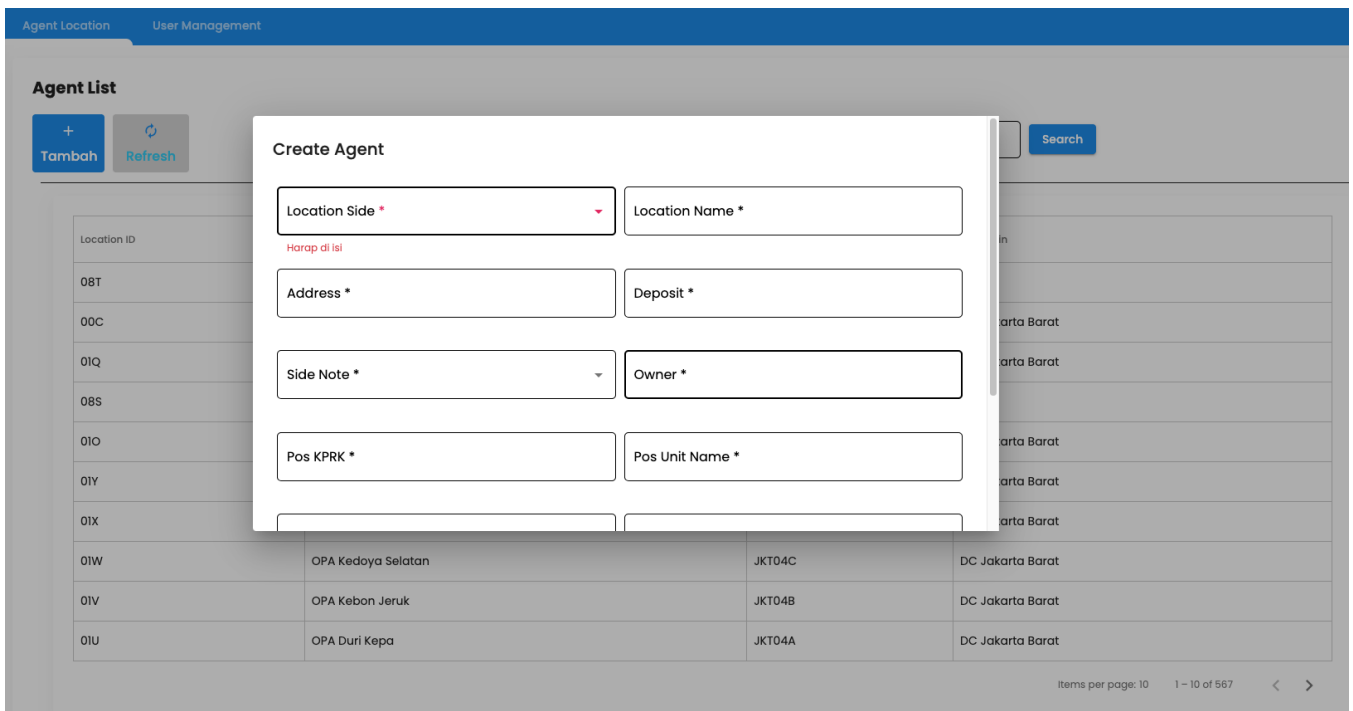 Agent Location User Management
Agent List
+ Tambah
Refresh
Search
Create Agent
Location Side *
Location Name *
Harap di isi
Address *
Deposit *
Side Note *
Owner *
Pos KPRK *
Pos Unit Name *
Location ID
08T
00C
01Q
08S
01O
01Y
01X
01W OPA Kedoya Selatan JKT04C DC Jakarta Barat
01V OPA Kebon Jeruk JKT04B DC Jakarta Barat
01U OPA Duri Kepa JKT04A DC Jakarta Barat
Items per page: 10 1 – 10 of 567